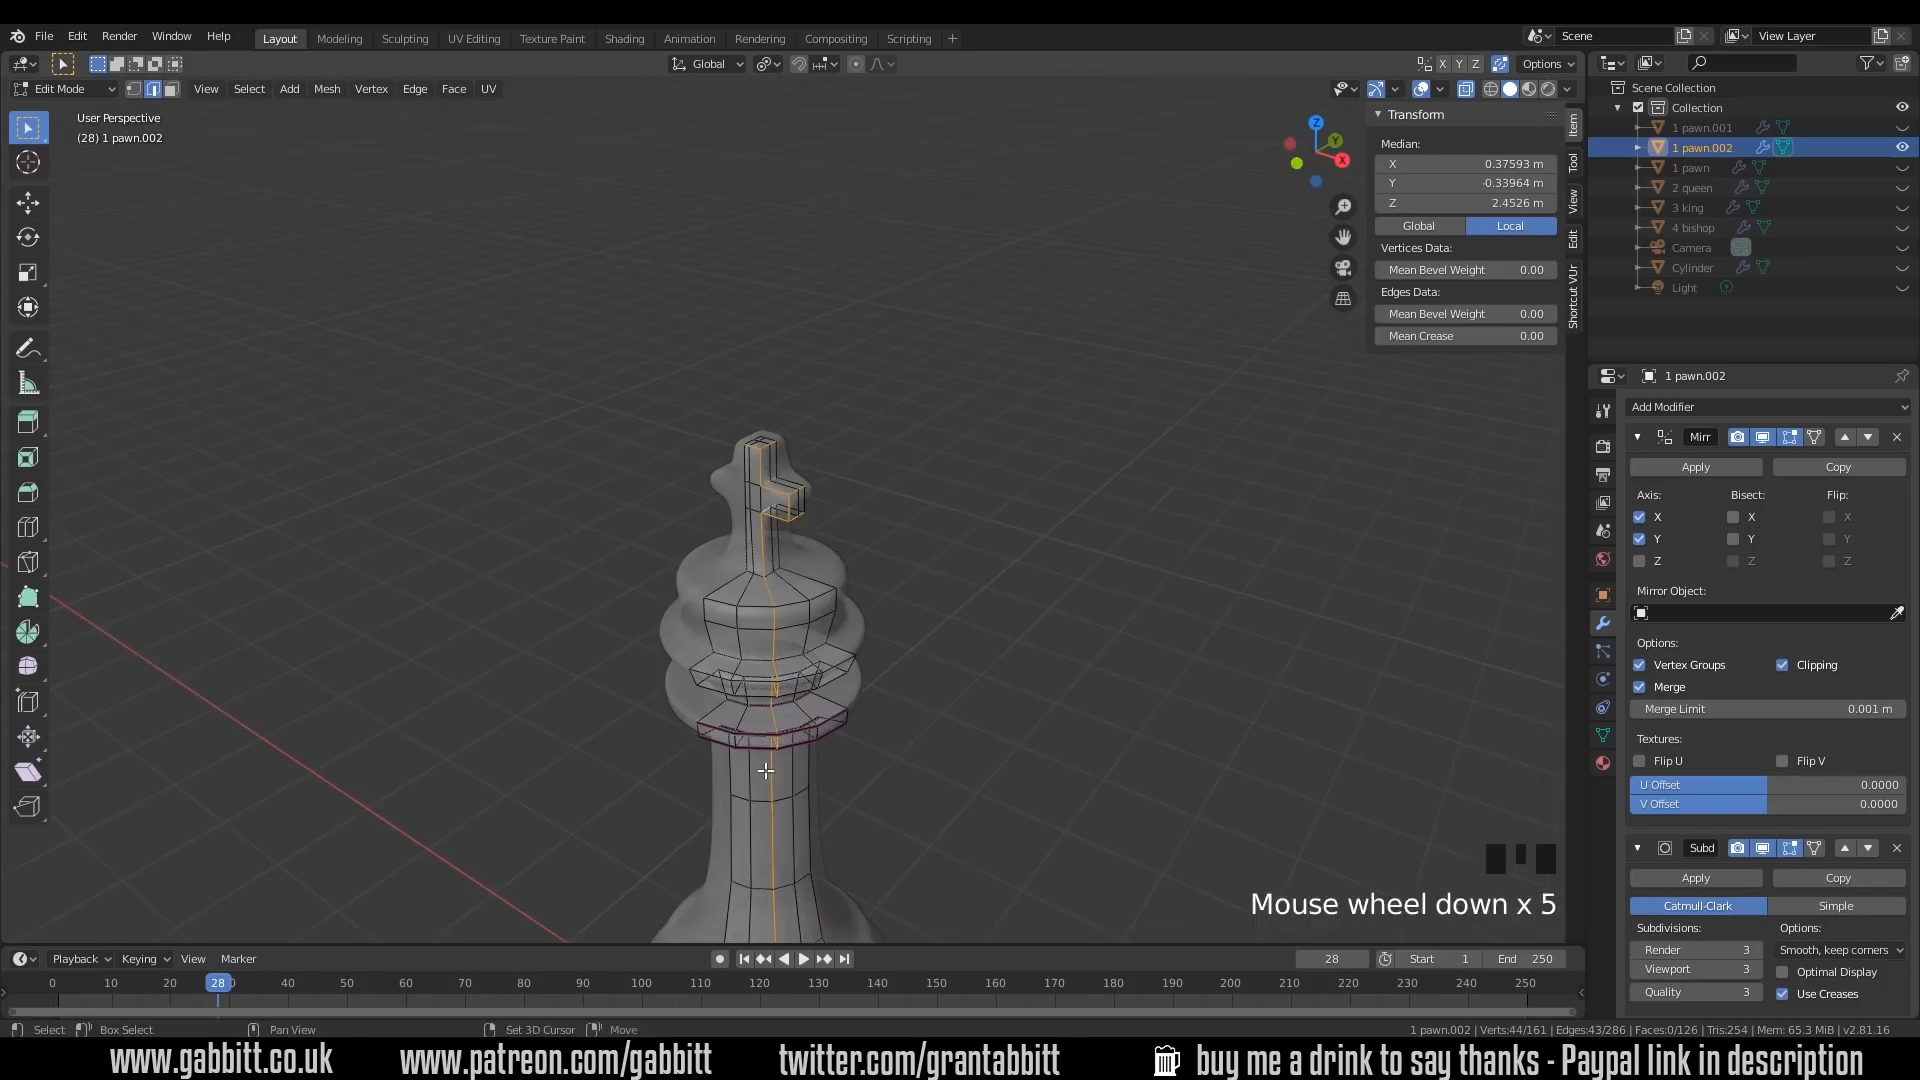 File Edit Render Window Help
Layout Modeling Sculpting UV Editing Texture Paint Shading Animation Rendering Compositing Scripting +
Scene
View Layer
Global
X Y Z Options
Edit Mode View Select Add Mesh Vertex Edge Face UV
User Perspective
(28) 1 pawn.002
Transform
Median:
X 0.37593 m
Y -0.33964 m
Z 2.4526 m
Global Local
Vertices Data:
Mean Bevel Weight 0.00
Edges Data:
Mean Bevel Weight 0.00
Mean Crease 0.00
Item
Tool
View
Edit
Shortcut VUr
Z
Y
X
Scene Collection
Collection
1 pawn.001
1 pawn.002
1 pawn
2 queen
3 king
4 bishop
Camera
Cylinder
Light
1 pawn.002
Add Modifier
Mirr
Apply Copy
Axis: Bisect: Flip:
X X X
Y Y Y
Z Z Z
Mirror Object:
Options:
Vertex Groups Clipping
Merge
Merge Limit 0.001 m
Textures:
Flip U Flip V
U Offset 0.0000
V Offset 0.0000
Subd
Apply Copy
Catmull-Clark Simple
Subdivisions: Options:
Render 3 Smooth, keep corners
Viewport 3 Optimal Display
Quality 3 Use Creases
Mouse wheel down x 5
Playback Keying View Marker
28 Start 1 End 250
0 10 20 28 40 50 60 70 80 90 100 110 120 130 140 150 160 170 180 190 200 210 220 230 240 250
Select Box Select Pan View Set 3D Cursor Move
1 pawn.002 | Verts:44/161 | Edges:43/286 | Faces:0/126 | Tris:254 | Mem: 65.3 MiB | v2.81.16
www.gabbitt.co.uk www.patreon.com/gabbitt twitter.com/grantabbitt buy me a drink to say thanks - Paypal link in description